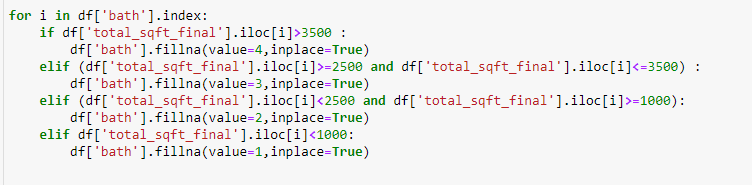 for i in df['bath'].index:
    if df['total_sqft_final'].iloc[i]>3500 :
        df['bath'].fillna(value=4,inplace=True)
    elif (df['total_sqft_final'].iloc[i]>=2500 and df['total_sqft_final'].iloc[i]<=3500) :
        df['bath'].fillna(value=3,inplace=True)
    elif (df['total_sqft_final'].iloc[i]<2500 and df['total_sqft_final'].iloc[i]>=1000):
        df['bath'].fillna(value=2,inplace=True)
    elif df['total_sqft_final'].iloc[i]<1000:
        df['bath'].fillna(value=1,inplace=True)